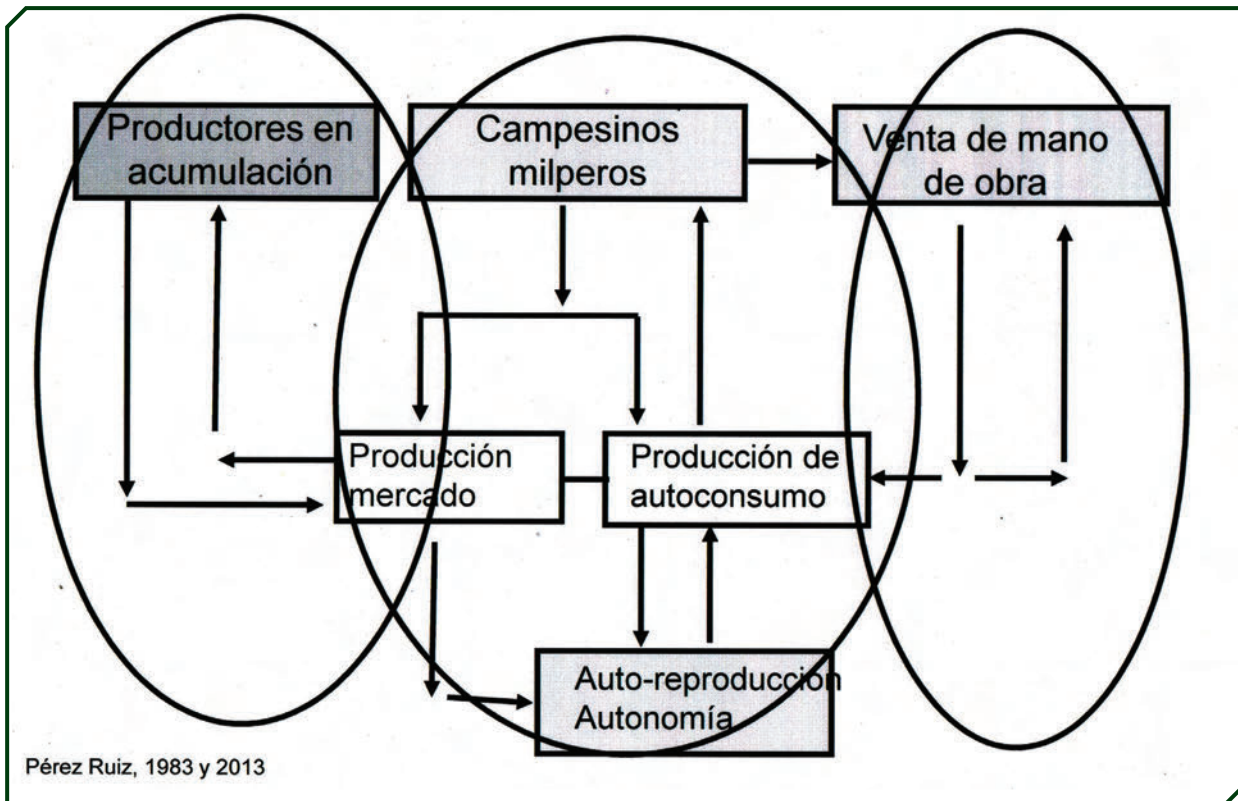 Productores en
acumulación
Campesinos
milperos
Venta de mano
de obra
Producción
mercado
Producción de
autoconsumo
Auto-reproducción
Autonomía
Pérez Ruiz, 1983 y 2013